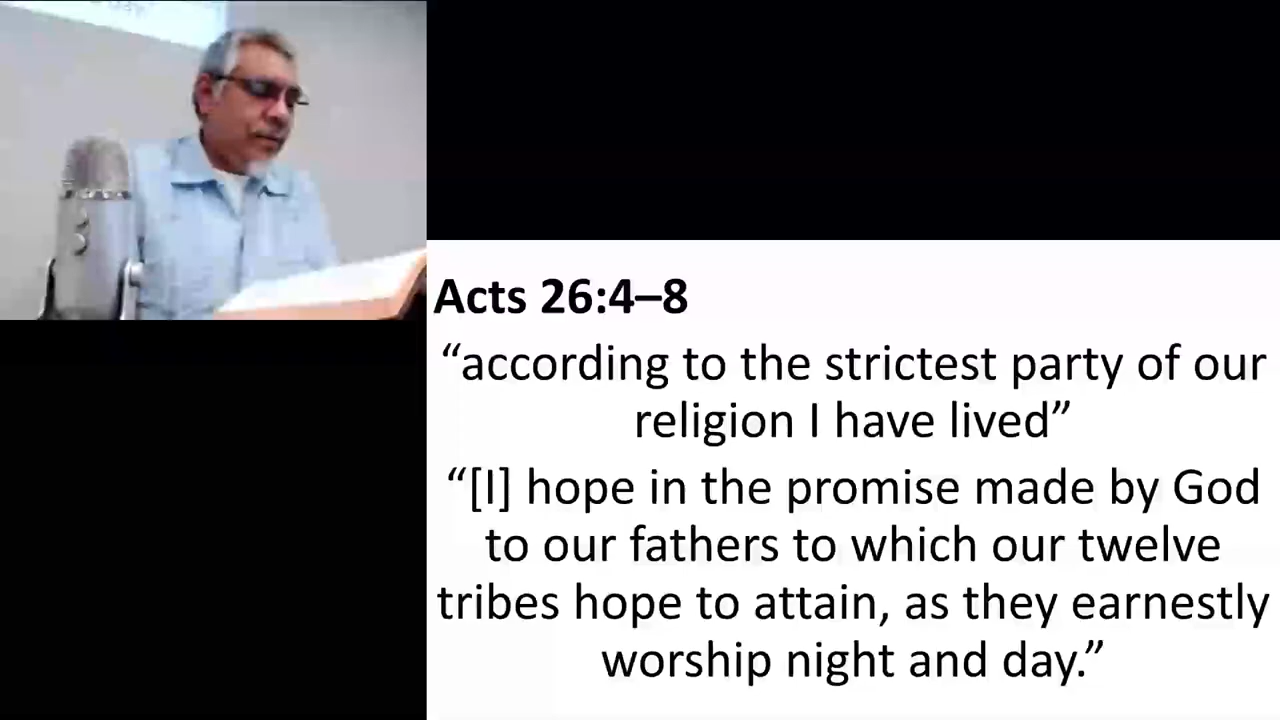 Acts 26:4–8
“according to the strictest party of our
religion I have lived”
“[I] hope in the promise made by God
to our fathers to which our twelve
tribes hope to attain, as they earnestly
worship night and day.”